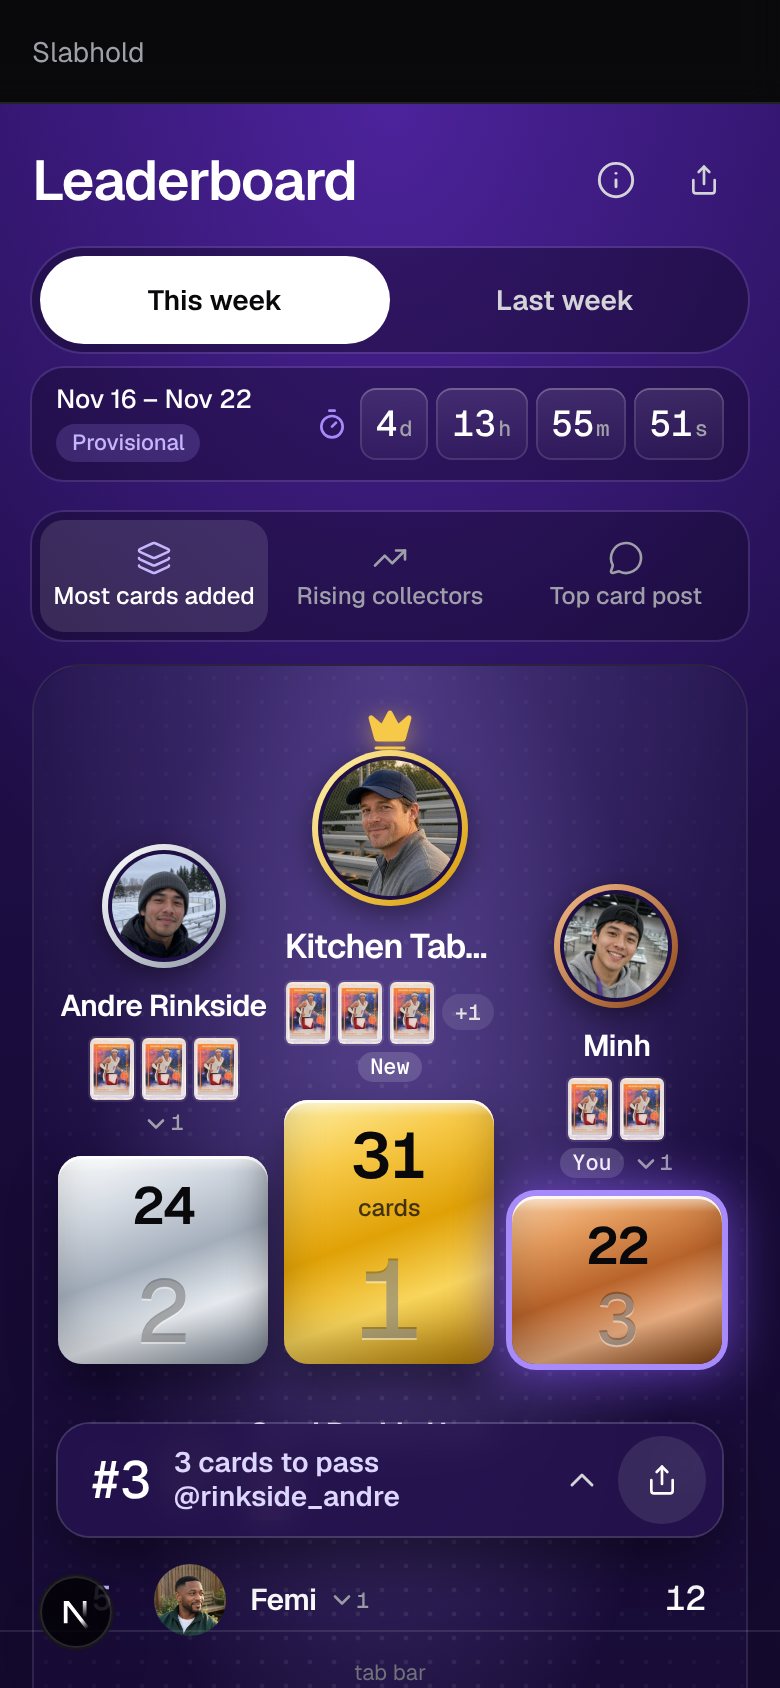 Slabhold
Leaderboard
This week
Last week
Nov 16 – Nov 22
Provisional
4d 13h 55m 51s
Most cards added
Rising collectors
Top card post
Kitchen Tab...
+1
New
Andre Rinkside
1
Minh
You 1
31
cards
1
24
2
22
3
#3
3 cards to pass
@rinkside_andre
5
Femi 1
12
N
tab bar